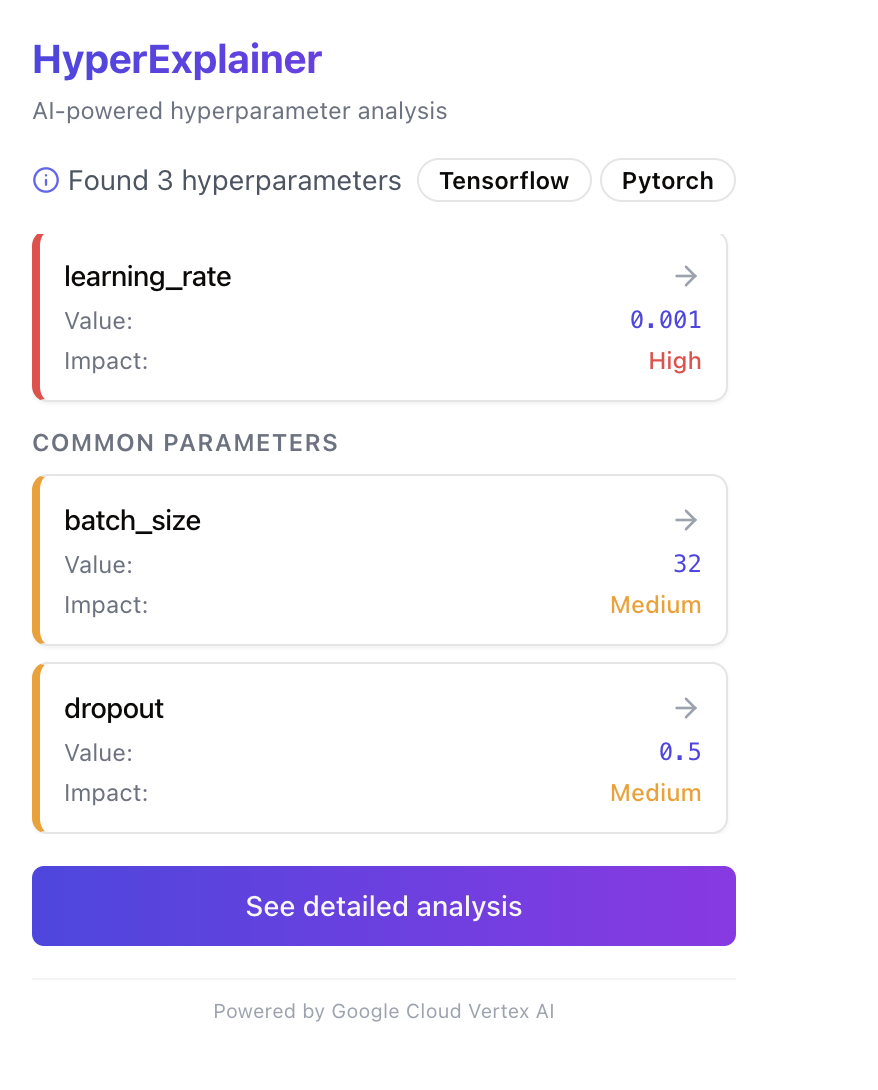 HyperExplainer
AI-powered hyperparameter analysis
Found 3 hyperparameters Tensorflow Pytorch
learning_rate
Value: 0.001
Impact: High
COMMON PARAMETERS
batch_size
Value: 32
Impact: Medium
dropout
Value: 0.5
Impact: Medium
See detailed analysis
Powered by Google Cloud Vertex AI